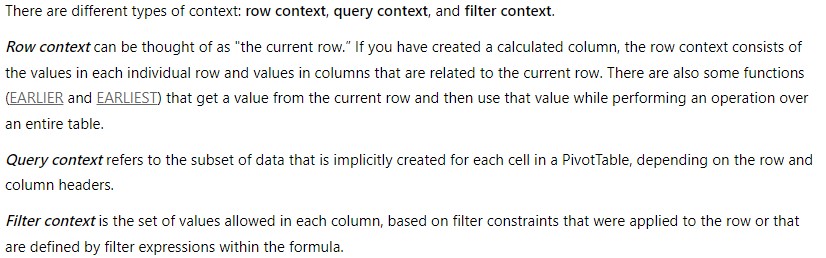 There are different types of context: row context, query context, and filter context.
Row context can be thought of as "the current row." If you have created a calculated column, the row context consists of
the values in each individual row and values in columns that are related to the current row. There are also some functions
(EARLIER and EARLIEST) that get a value from the current row and then use that value while performing an operation over
an entire table.
Query context refers to the subset of data that is implicitly created for each cell in a PivotTable, depending on the row and
column headers.
Filter context is the set of values allowed in each column, based on filter constraints that were applied to the row or that
are defined by filter expressions within the formula.